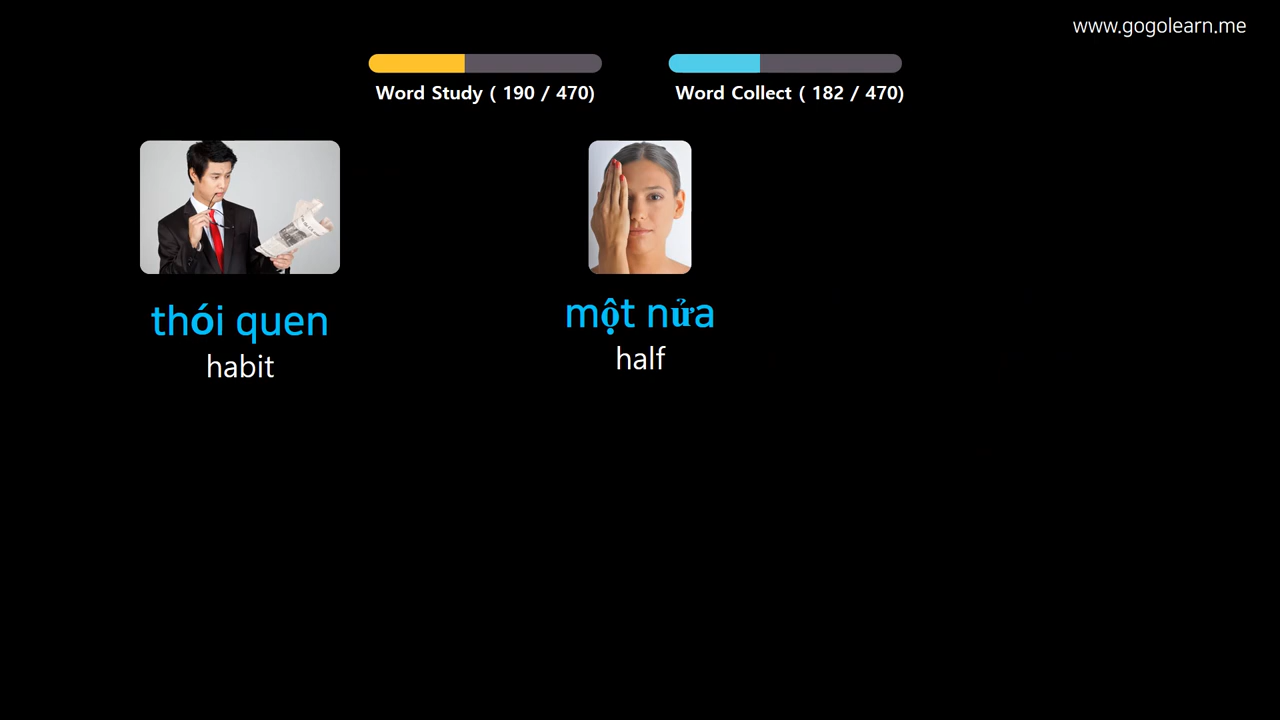 www.gogolearn.me
Word Study ( 190 / 470)
Word Collect ( 182 / 470)
thói quen
habit
một nửa
half